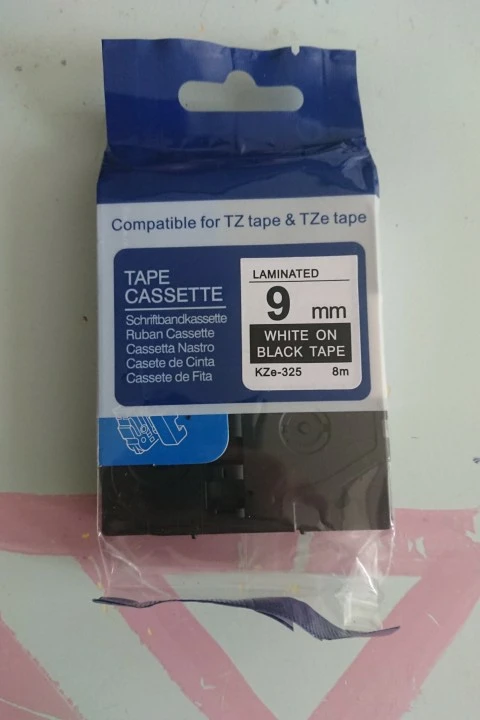 Compatible for TZ tape & TZe tape
TAPE
CASSETTE
Schriftbandkassette
Ruban Cassette
Cassetta Nastro
Casete de Cinta
Cassete de Fita
LAMINATED
9 mm
WHITE ON
BLACK TAPE
KZe-325 8m